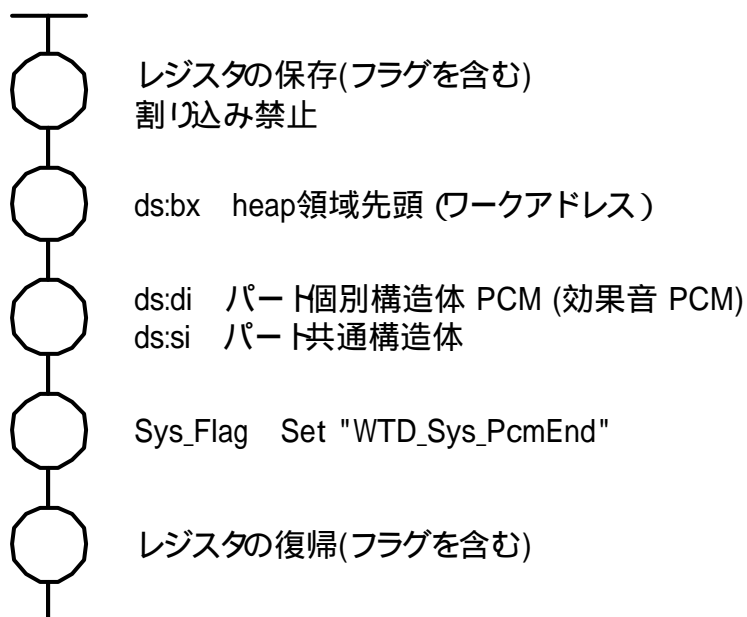 レジスタの保存(フラグを含む)
割り込み禁止
ds:bx　heap領域先頭 (ワークアドレス)
ds:di　パート個別構造体 PCM (効果音 PCM)
ds:si　パート共通構造体
Sys_Flag　Set "WTD_Sys_PcmEnd"
レジスタの復帰(フラグを含む)